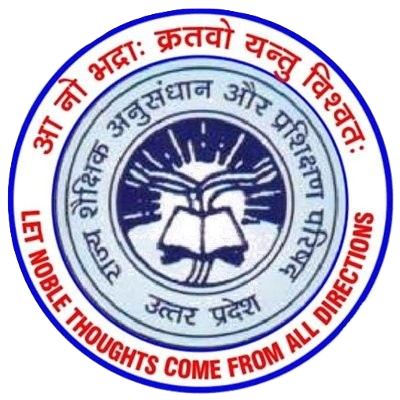 आ नो भद्राः क्रतवो यन्तु विश्वतः
राज्य शैक्षिक अनुसंधान और प्रशिक्षण परिषद
उत्तर प्रदेश
LET NOBLE THOUGHTS COME FROM ALL DIRECTIONS